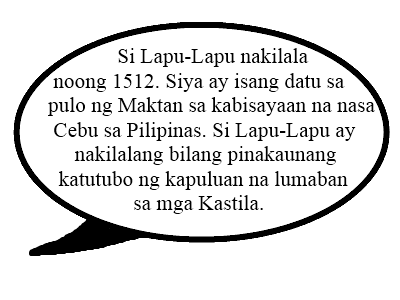 Si Lapu-Lapu nakilala
noong 1512. Siya ay isang datu sa
pulo ng Maktan sa kabisayaan na nasa
Cebu sa Pilipinas. Si Lapu-Lapu ay
nakilalang bilang pinakaunang
katutubo ng kapuluan na lumaban
sa mga Kastila.